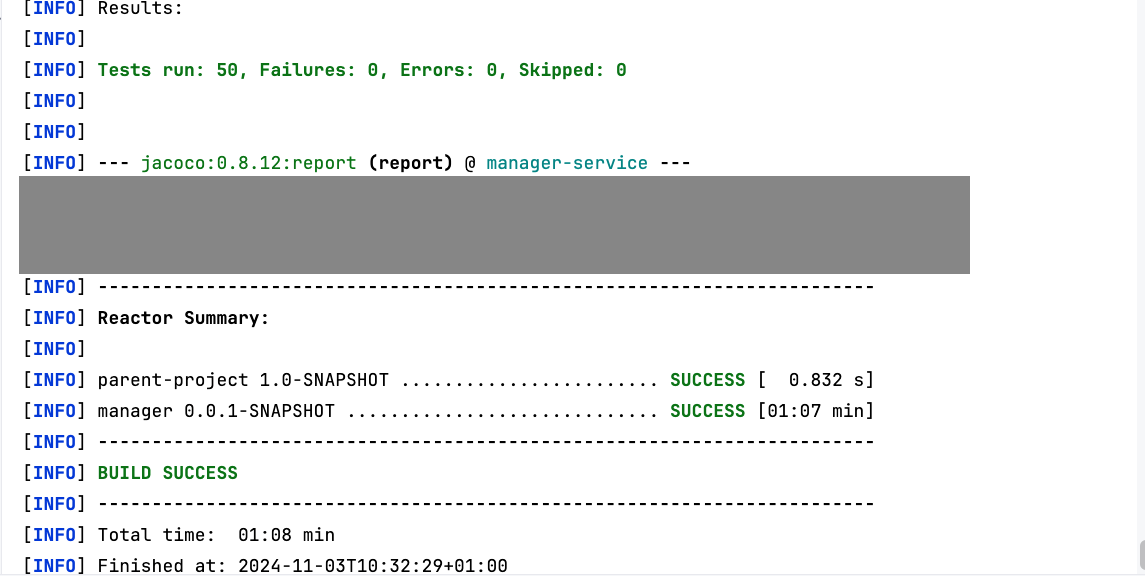 [INFO] Results:
[INFO]
[INFO] Tests run: 50, Failures: 0, Errors: 0, Skipped: 0
[INFO]
[INFO]
[INFO] --- jacoco:0.8.12:report (report) @ manager-service ---
[INFO] ------------------------------------------------------------------------
[INFO] Reactor Summary:
[INFO]
[INFO] parent-project 1.0-SNAPSHOT ........................ SUCCESS [  0.832 s]
[INFO] manager 0.0.1-SNAPSHOT ............................. SUCCESS [01:07 min]
[INFO] ------------------------------------------------------------------------
[INFO] BUILD SUCCESS
[INFO] ------------------------------------------------------------------------
[INFO] Total time:  01:08 min
[INFO] Finished at: 2024-11-03T10:32:29+01:00